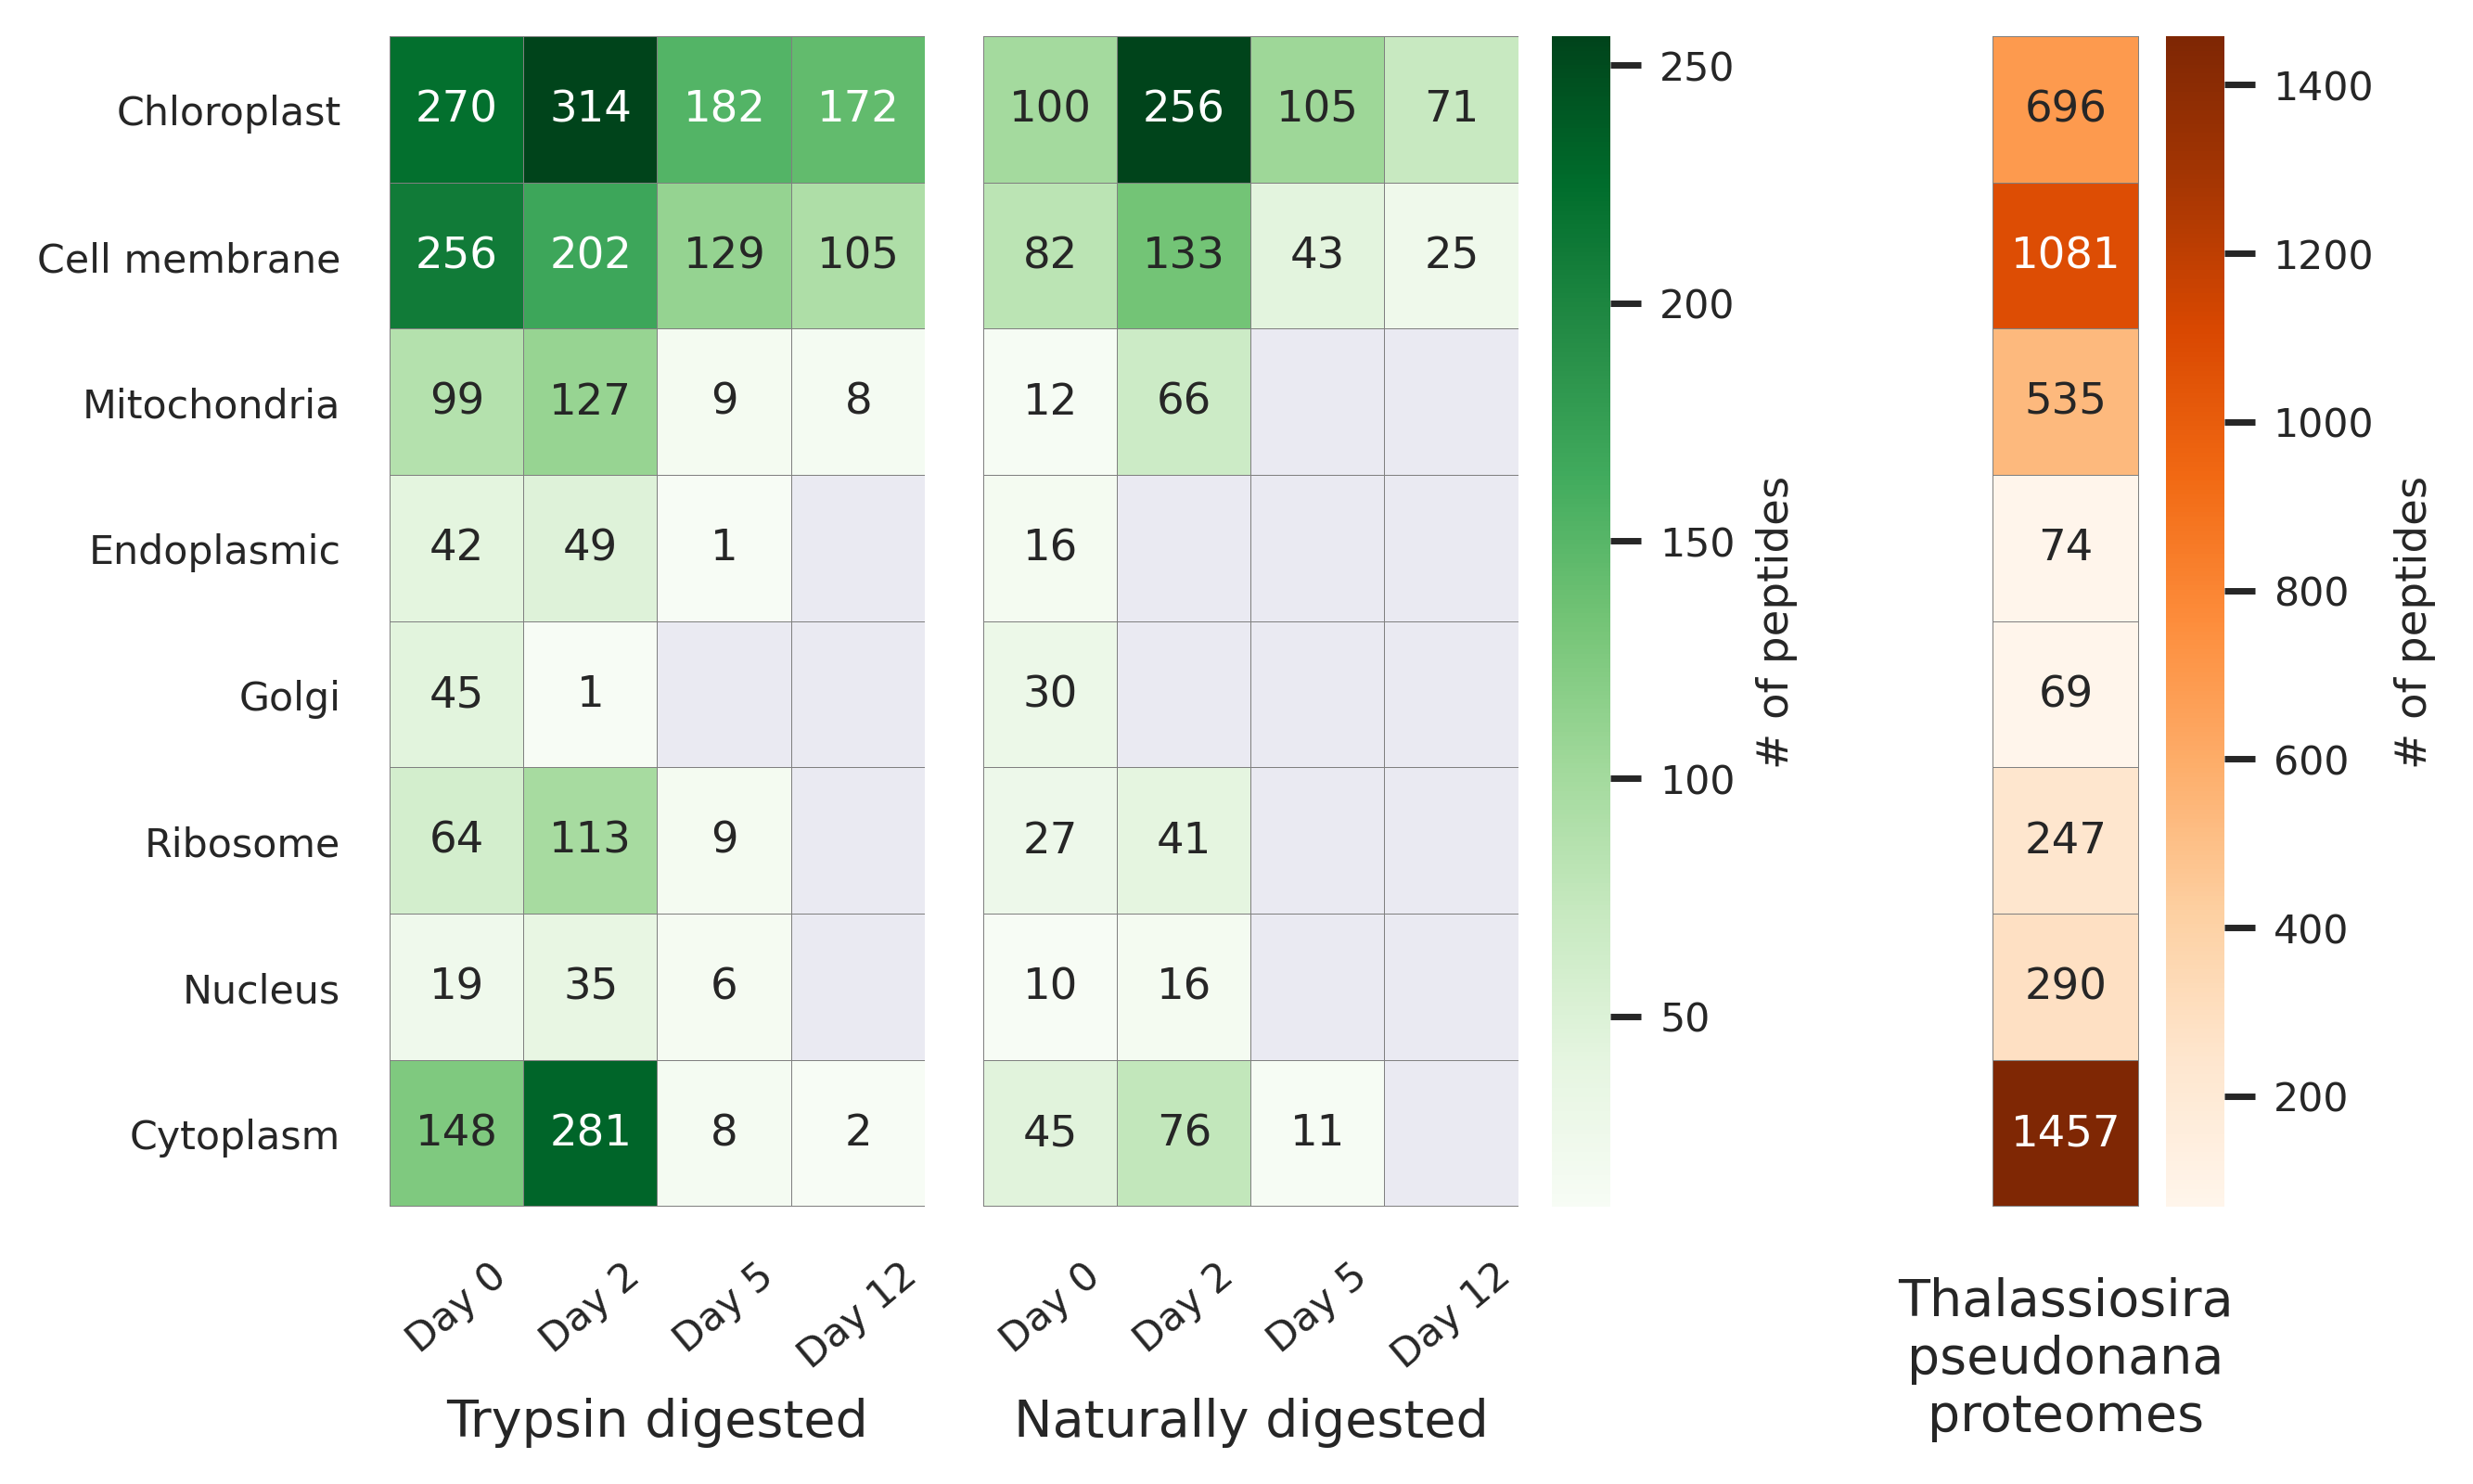 Chloroplast 270 314 182 172 100 256 105 71 696
Cell membrane 256 202 129 105 82 133 43 25 1081
Mitochondria 99 127 9 8 12 66 535
Endoplasmic 42 49 1 16 74
Golgi 45 1 30 69
Ribosome 64 113 9 27 41 247
Nucleus 19 35 6 10 16 290
Cytoplasm 148 281 8 2 45 76 11 1457
Day 0 Day 2 Day 5 Day 12 Day 0 Day 2 Day 5 Day 12
Trypsin digested Naturally digested
250
200
150
100
50
# of peptides
Thalassiosira
pseudonana
proteomes
1400
1200
1000
800
600
400
200
# of peptides